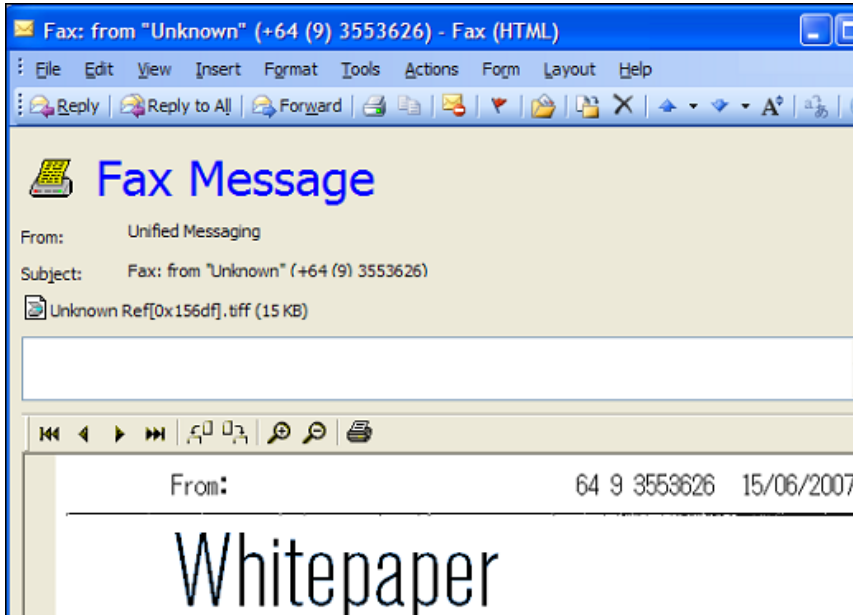 Fax: from "Unknown" (+64 (9) 3553626) - Fax (HTML)
File Edit View Insert Format Tools Actions Form Layout Help
Reply Reply to All Forward
Fax Message
From: Unified Messaging
Subject: Fax: from "Unknown" (+64 (9) 3553626)
Unknown Ref[0x156df].tiff (15 KB)
From: 64 9 3553626 15/06/2007
Whitepaper